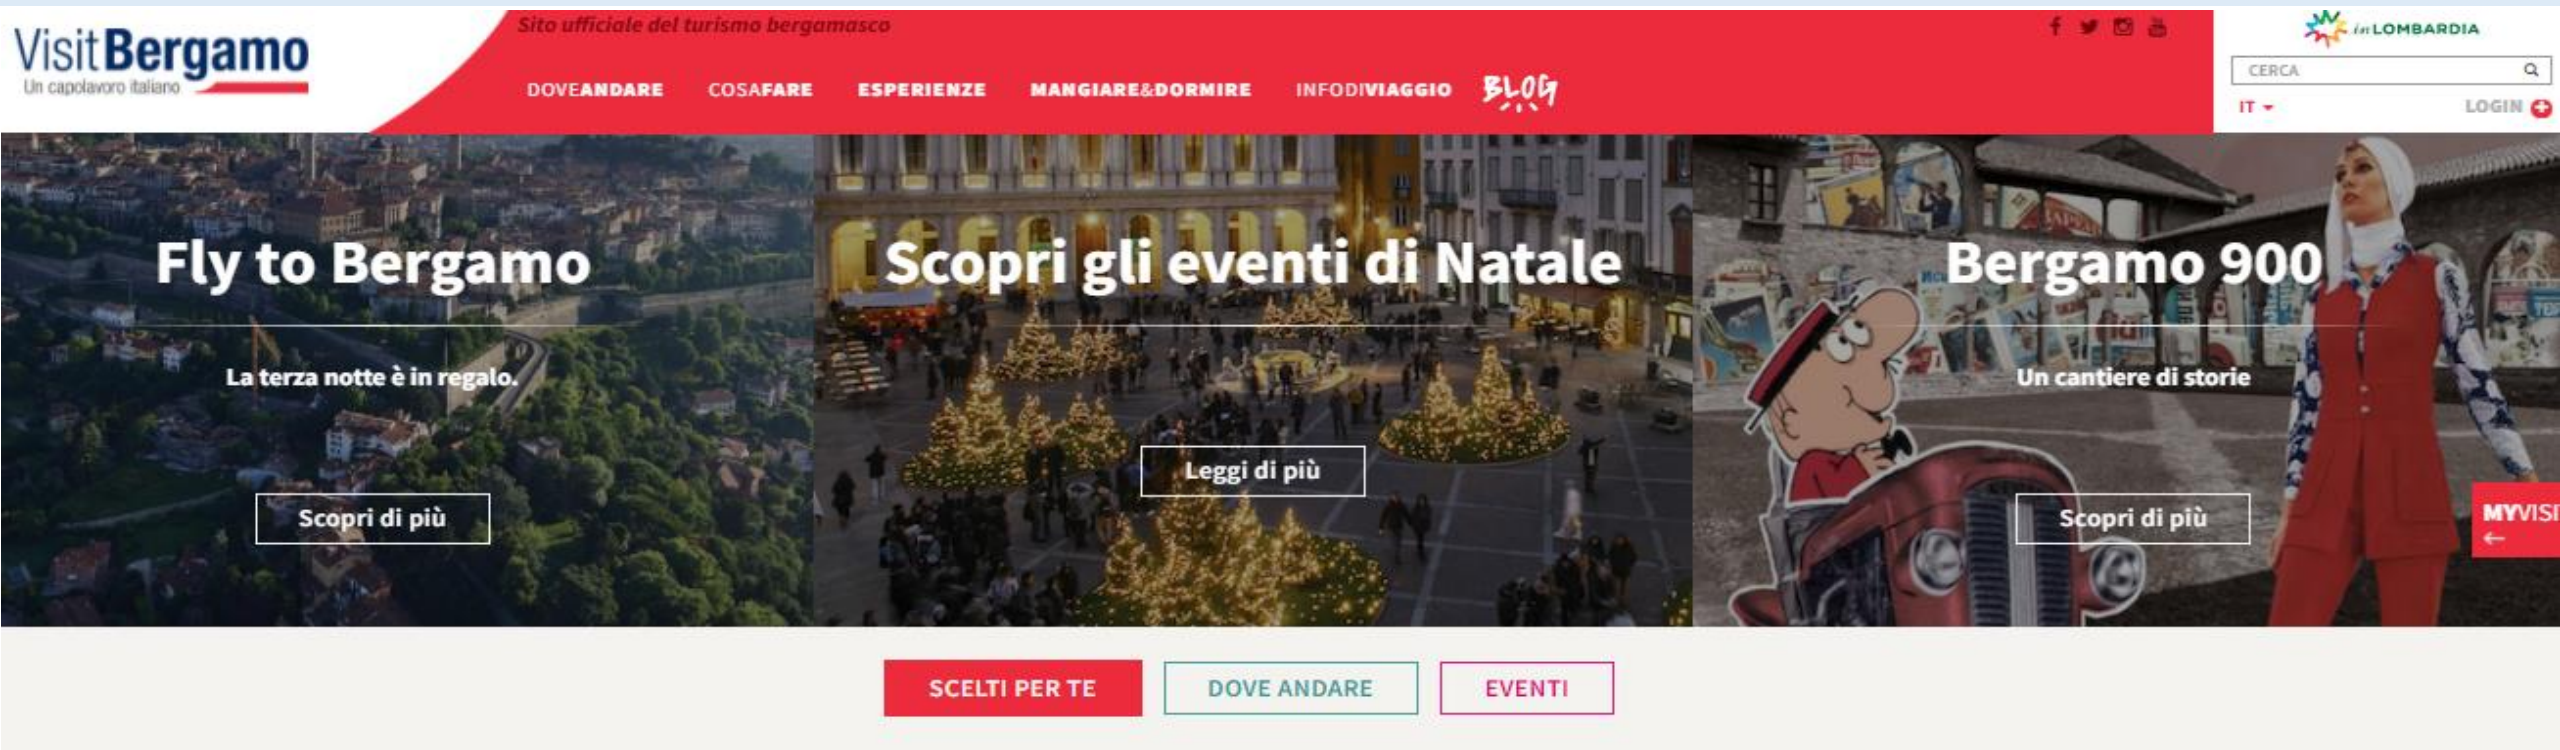 VisitBergamo
Un capolavoro italiano
Sito ufficiale del turismo bergamasco
DOVEANDARE
COSAFARE
ESPERIENZE
MANGIARE&DORMIRE
INFODIVIAGGIO
BLOG
inLOMBARDIA
CERCA
IT
LOGIN
Fly to Bergamo
La terza notte è in regalo.
Scopri di più
Scopri gli eventi di Natale
Leggi di più
Bergamo 900
Un cantiere di storie
Scopri di più
MYVISI
SCELTI PER TE
DOVE ANDARE
EVENTI